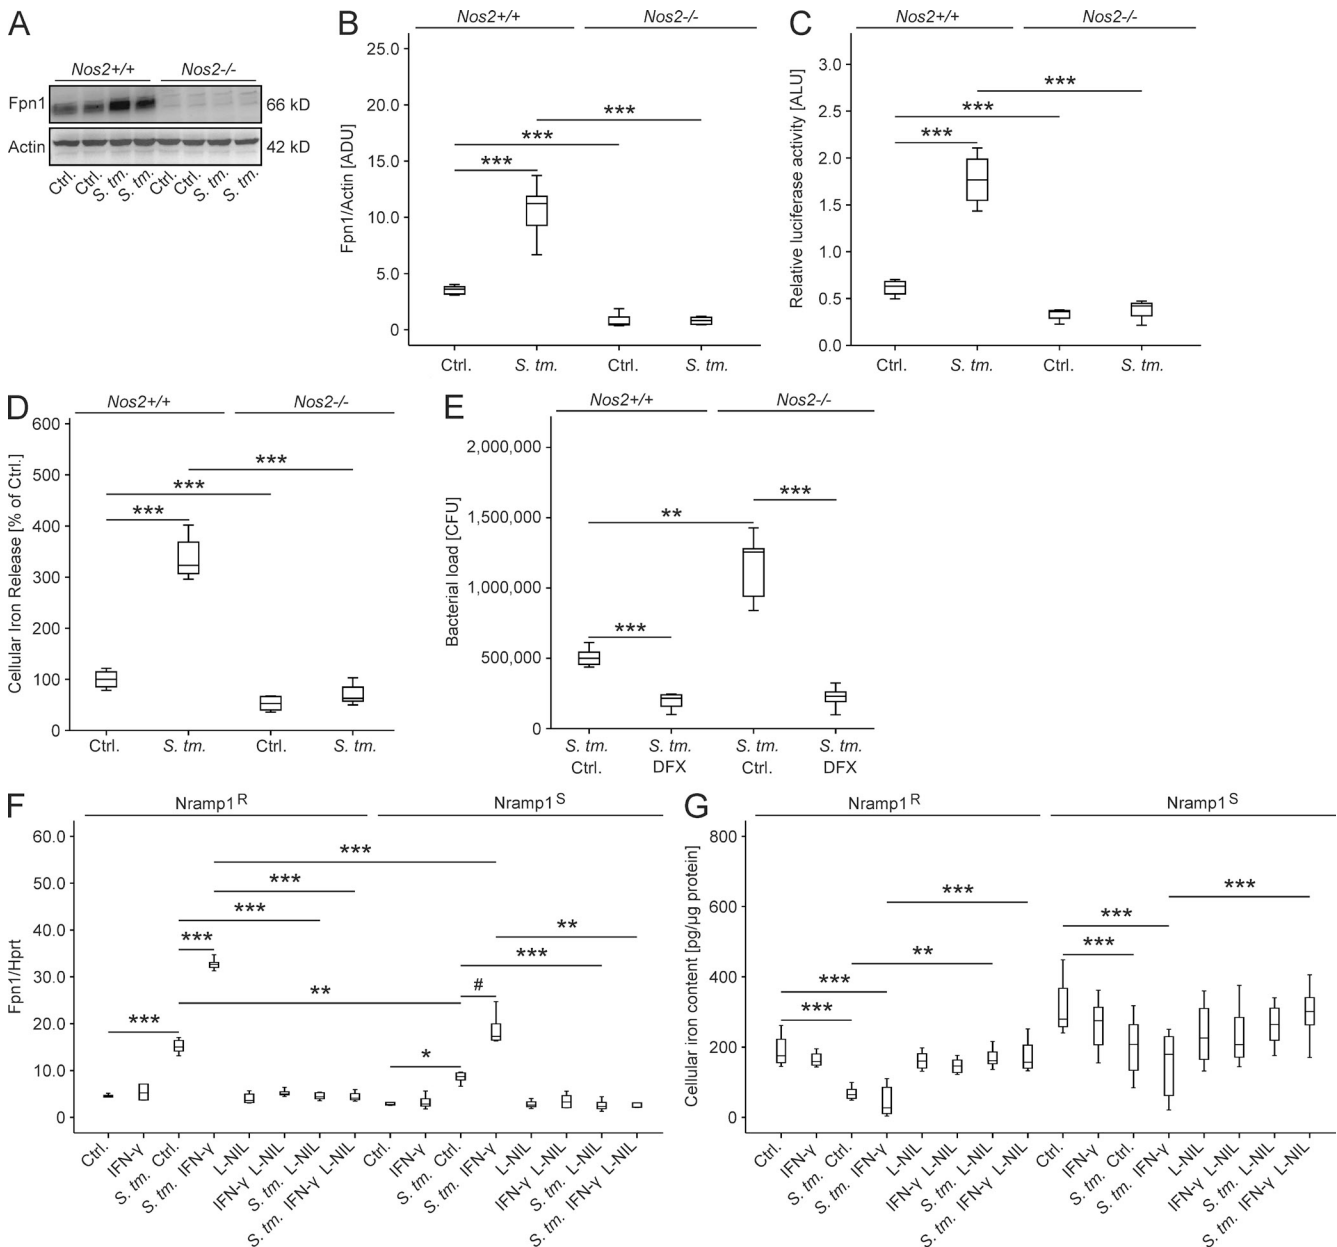 A
Nos2+/+ Nos2-/-
Fpn1 66 kD
Actin 42 kD
Ctrl. Ctrl. S. tm. S. tm. Ctrl. Ctrl. S. tm. S. tm.
B
Nos2+/+ Nos2-/-
Fpn1/Actin [ADU]
25.0
20.0
15.0
10.0
5.0
0
***
***
***
Ctrl. S. tm. Ctrl. S. tm.
C
Nos2+/+ Nos2-/-
Relative luciferase activity [ALU]
3.0
2.5
2.0
1.5
1.0
0.5
0.0
***
***
***
Ctrl. S. tm. Ctrl. S. tm.
D
Nos2+/+ Nos2-/-
Cellular Iron Release [% of Ctrl.]
600
500
400
300
200
100
0
***
***
***
Ctrl. S. tm. Ctrl. S. tm.
E
Nos2+/+ Nos2-/-
Bacterial load [CFU]
2,000,000
1,500,000
1,000,000
500,000
0
***
**
***
S. tm. S. tm. S. tm. S. tm.
Ctrl. DFX Ctrl. DFX
F
Nramp1R Nramp1S
Fpn1/Hprt
60.0
50.0
40.0
30.0
20.0
10.0
0
***
***
***
***
**
***
**
***
#
*
Ctrl. IFN-γ S. tm. Ctrl. S. tm. IFN-γ L-NIL IFN-γ L-NIL S. tm. L-NIL S. tm. IFN-γ L-NIL Ctrl. IFN-γ S. tm. Ctrl. S. tm. IFN-γ L-NIL IFN-γ L-NIL S. tm. L-NIL S. tm. IFN-γ L-NIL
G
Nramp1R Nramp1S
Cellular iron content [pg/µg protein]
800
600
400
200
0
***
***
***
**
***
***
***
Ctrl. IFN-γ S. tm. Ctrl. S. tm. IFN-γ L-NIL IFN-γ L-NIL S. tm. L-NIL S. tm. IFN-γ L-NIL Ctrl. IFN-γ S. tm. Ctrl. S. tm. IFN-γ L-NIL IFN-γ L-NIL S. tm. L-NIL S. tm. IFN-γ L-NIL